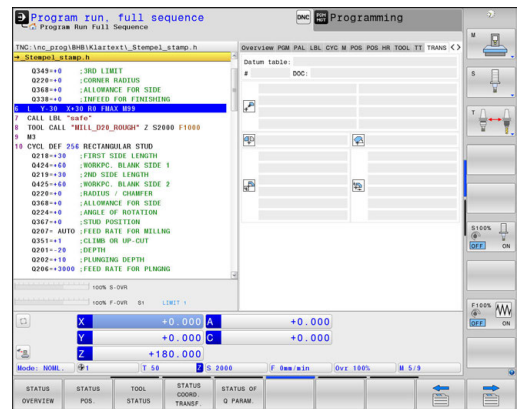 Program run, full sequence
Program Run Full Sequence
DNC
Programming
TNC:\nc_prog\BHB\Klartext\_Stempel_stamp.h
→_Stempel_stamp.h
Q349=+0 ;3RD LIMIT
Q220=+0 ;CORNER RADIUS
Q368=+0 ;ALLOWANCE FOR SIDE
Q338=+0 ;INFEED FOR FINISHING
6 L Y-30 X+30 R0 FMAX M99
7 CALL LBL "safe"
8 TOOL CALL "MILL_D20_ROUGH" Z S2000 F1000
9 M3
10 CYCL DEF 256 RECTANGULAR STUD
Q218=+30 ;FIRST SIDE LENGTH
Q424=+60 ;WORKPC. BLANK SIDE 1
Q219=+30 ;2ND SIDE LENGTH
Q425=+60 ;WORKPC. BLANK SIDE 2
Q220=+0 ;RADIUS / CHAMFER
Q368=+0 ;ALLOWANCE FOR SIDE
Q224=+0 ;ANGLE OF ROTATION
Q367=+0 ;STUD POSITION
Q207= AUTO ;FEED RATE FOR MILLNG
Q351=+1 ;CLIMB OR UP-CUT
Q201=-20 ;DEPTH
Q202=+10 ;PLUNGING DEPTH
Q206=+3000 ;FEED RATE FOR PLNGNG
Overview PGM PAL LBL CYC M POS POS HR TOOL TT TRANS
Datum table:
# DOC:
100% S-OVR
100% F-OVR S1 LIMIT 1
X +0.000 A +0.000
Y +0.000 C +0.000
Z +180.000
Mode: NOML. 1 T 50 Z S 2000 F 0mm/min Ovr 100% M 5/9
STATUS OVERVIEW
STATUS POS.
TOOL STATUS
STATUS COORD. TRANSF.
STATUS OF Q PARAM.
M
S
T
S100%
OFF ON
F100%
OFF ON